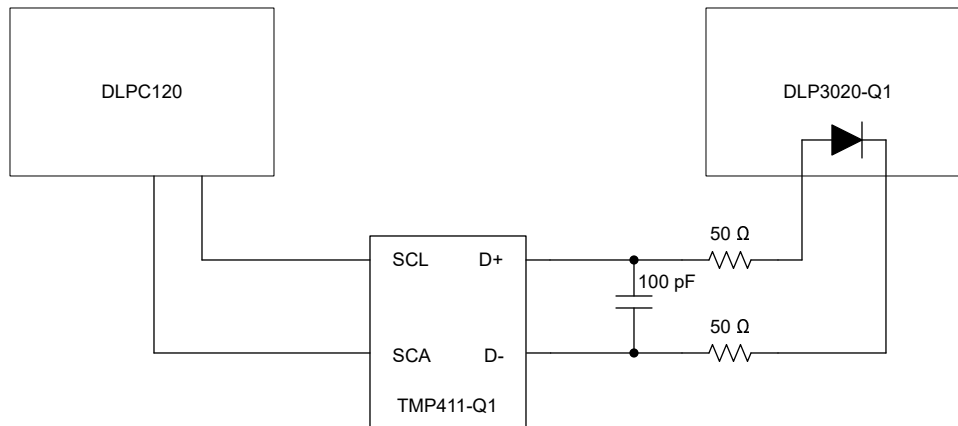 DLPC120
DLP3020-Q1
50 Ω
SCL D+
100 pF
50 Ω
SCA D-
TMP411-Q1